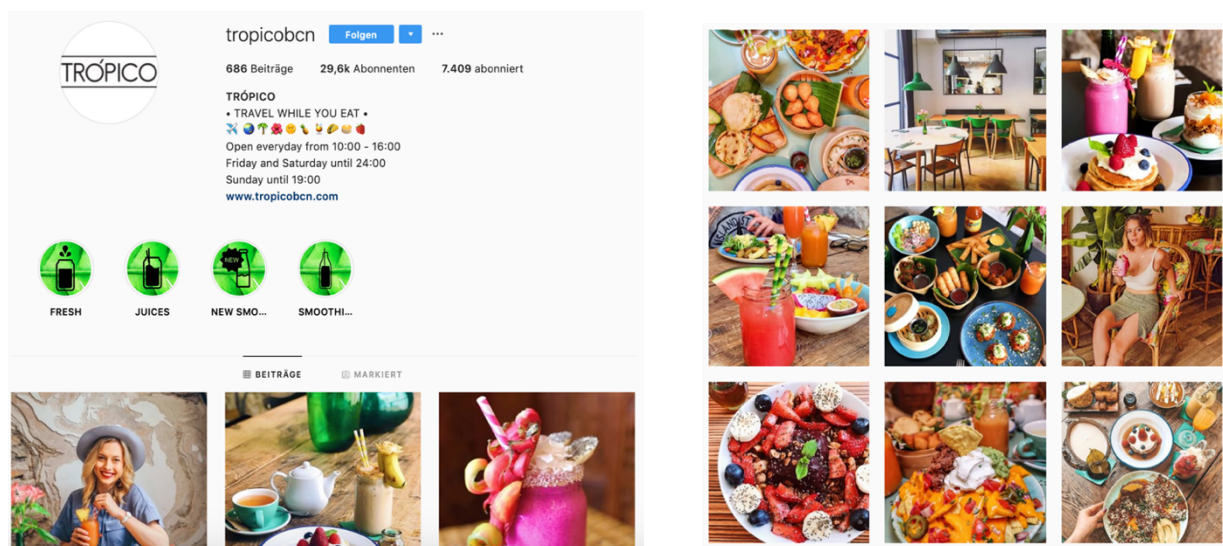 TRÓPICO
tropicobcn Folgen
686 Beiträge 29,6k Abonnenten 7.409 abonniert
TRÓPICO
• TRAVEL WHILE YOU EAT •
✈️🌏🌴🌺🌞🍍🍹🌮🥪🍓
Open everyday from 10:00 - 16:00
Friday and Saturday until 24:00
Sunday until 19:00
www.tropicobcn.com
NEW
FRESH JUICES NEW SMO... SMOOTHI...
BEITRÄGE MARKIERT